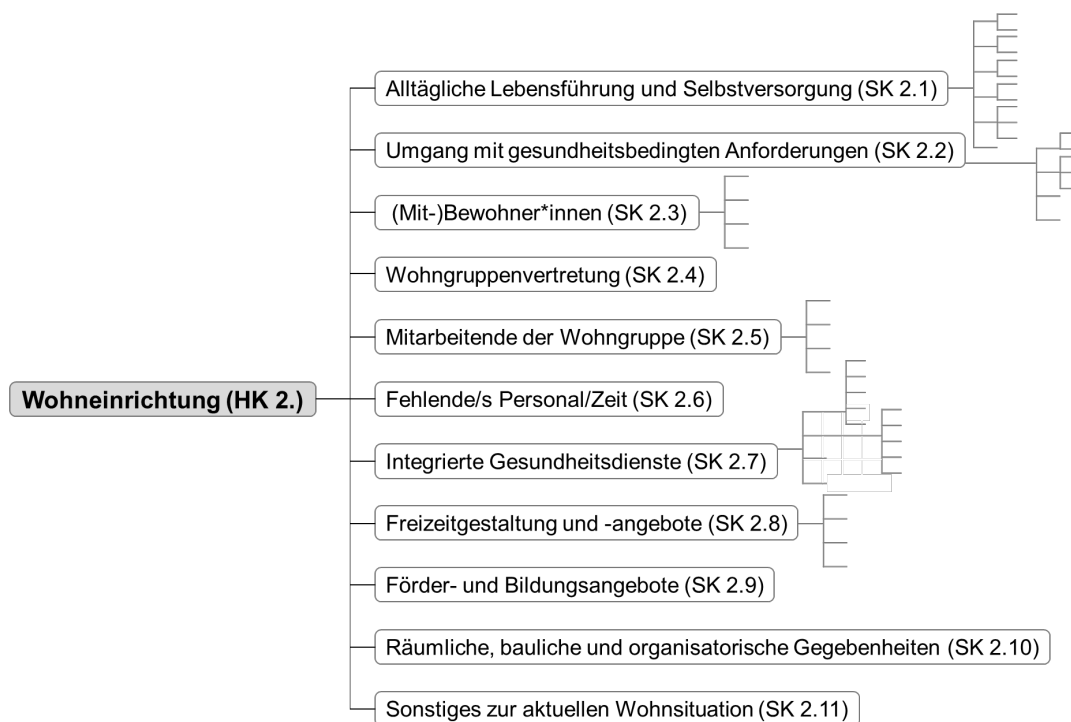 Alltägliche Lebensführung und Selbstversorgung (SK 2.1)
Umgang mit gesundheitsbedingten Anforderungen (SK 2.2)
(Mit-)Bewohner*innen (SK 2.3)
Wohngruppenvertretung (SK 2.4)
Mitarbeitende der Wohngruppe (SK 2.5)
Wohneinrichtung (HK 2.)
Fehlende/s Personal/Zeit (SK 2.6)
Integrierte Gesundheitsdienste (SK 2.7)
Freizeitgestaltung und -angebote (SK 2.8)
Förder- und Bildungsangebote (SK 2.9)
Räumliche, bauliche und organisatorische Gegebenheiten (SK 2.10)
Sonstiges zur aktuellen Wohnsituation (SK 2.11)